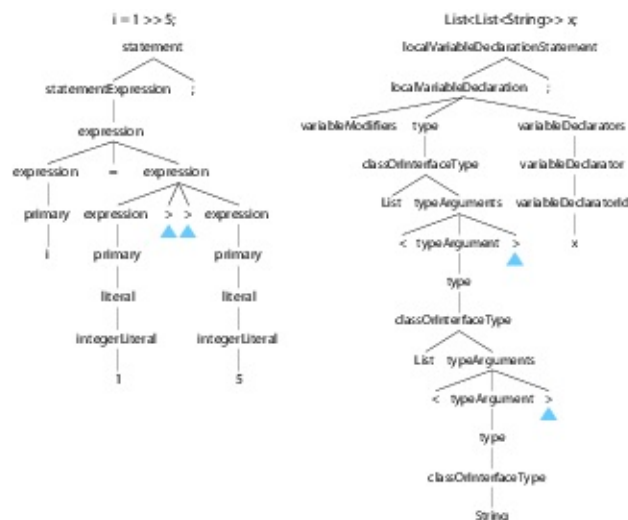 i = 1 >> 5;
statement
statementExpression ;
expression
expression = expression
primary expression > > expression
i primary primary
literal literal
integerLiteral integerLiteral
1 5
List<List<String>> x;
localVariableDeclarationStatement
localVariableDeclaration ;
variableModifiers type variableDeclarators
classOrInterfaceType variableDeclarator
List typeArguments variableDeclaratorId
< typeArgument > x
type
classOrInterfaceType
List typeArguments
< typeArgument >
type
classOrInterfaceType
String